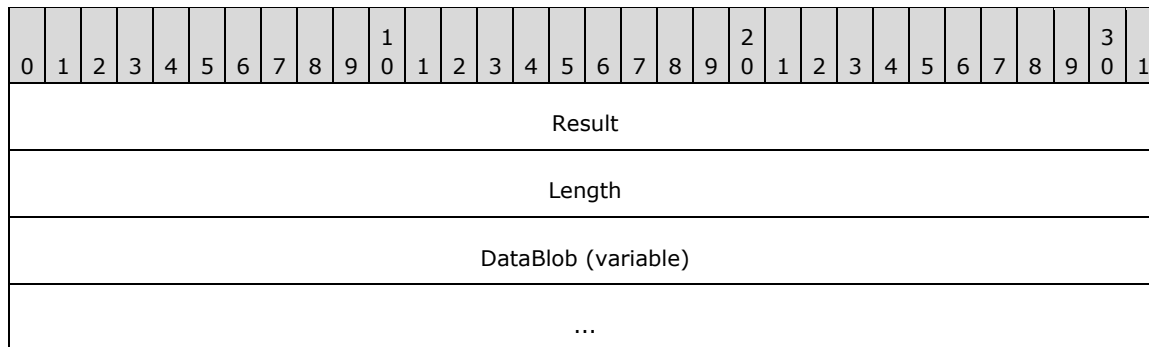 1 2 3
0 1 2 3 4 5 6 7 8 9 0 1 2 3 4 5 6 7 8 9 0 1 2 3 4 5 6 7 8 9 0 1
Result
Length
DataBlob (variable)
...